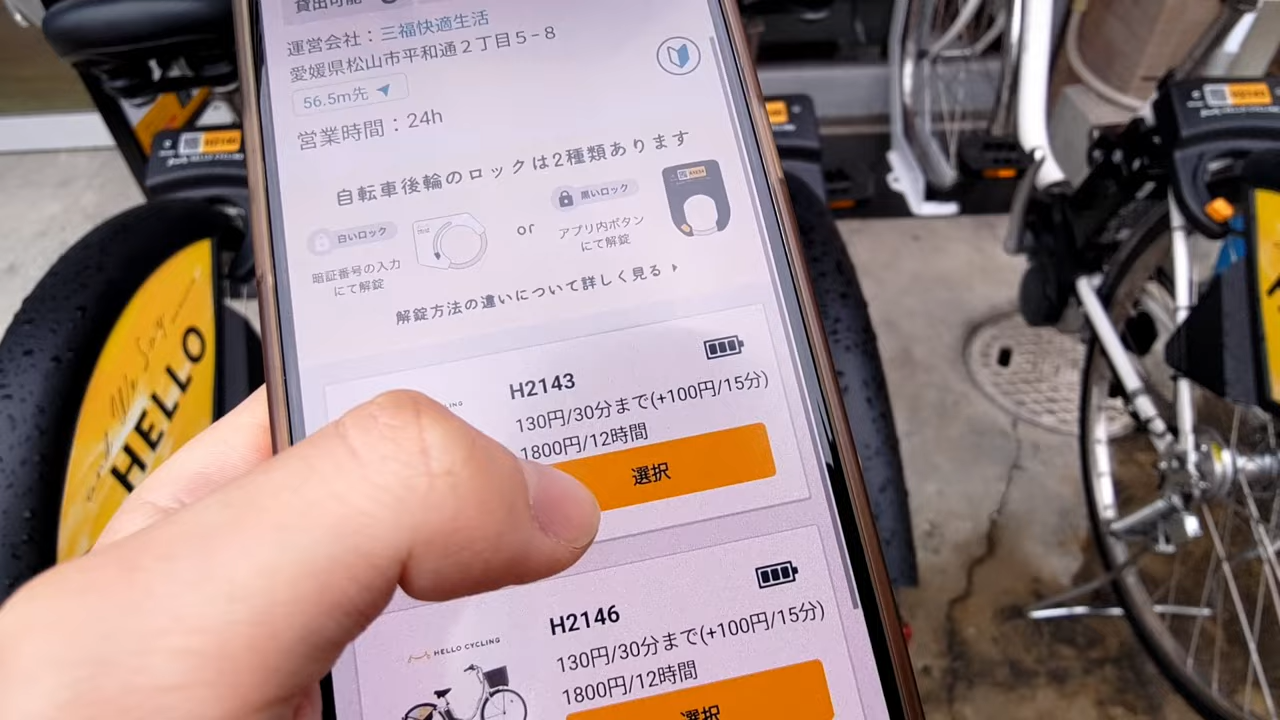 貸出可能
運営会社：三福快適生活
愛媛県松山市平和通２丁目５−８
56.5m先
営業時間：24h
自転車後輪のロックは2種類あります
白いロック
暗証番号の入力
にて解錠
or
黒いロック
アプリ内ボタン
にて解錠
解錠方法の違いについて詳しく見る
H2143
130円/30分まで(+100円/15分)
1800円/12時間
選択
H2146
HELLO CYCLING
130円/30分まで(+100円/15分)
1800円/12時間
選択
HELLO